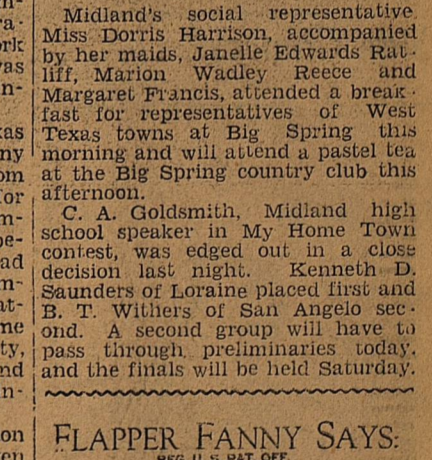 Midland's social representative
Miss Dorris Harrison, accompanied
by her maids, Janelle Edwards Rat-
liff, Marion Wadley Reece and
Margaret Francis, attended a break-
fast for representatives of West
Texas towns at Big Spring this
morning and will attend a pastel tea
at the Big Spring country club this
afternoon.
C. A. Goldsmith, Midland high
school speaker in My Home Town
contest, was edged out in a close
decision last night. Kenneth D.
Saunders of Loraine placed first and
B. T. Withers of San Angelo sec-
ond. A second group will have to
pass through preliminaries today,
and the finals will be held Saturday.
FLAPPER FANNY SAYS:
REG. U. S. PAT. OFF.